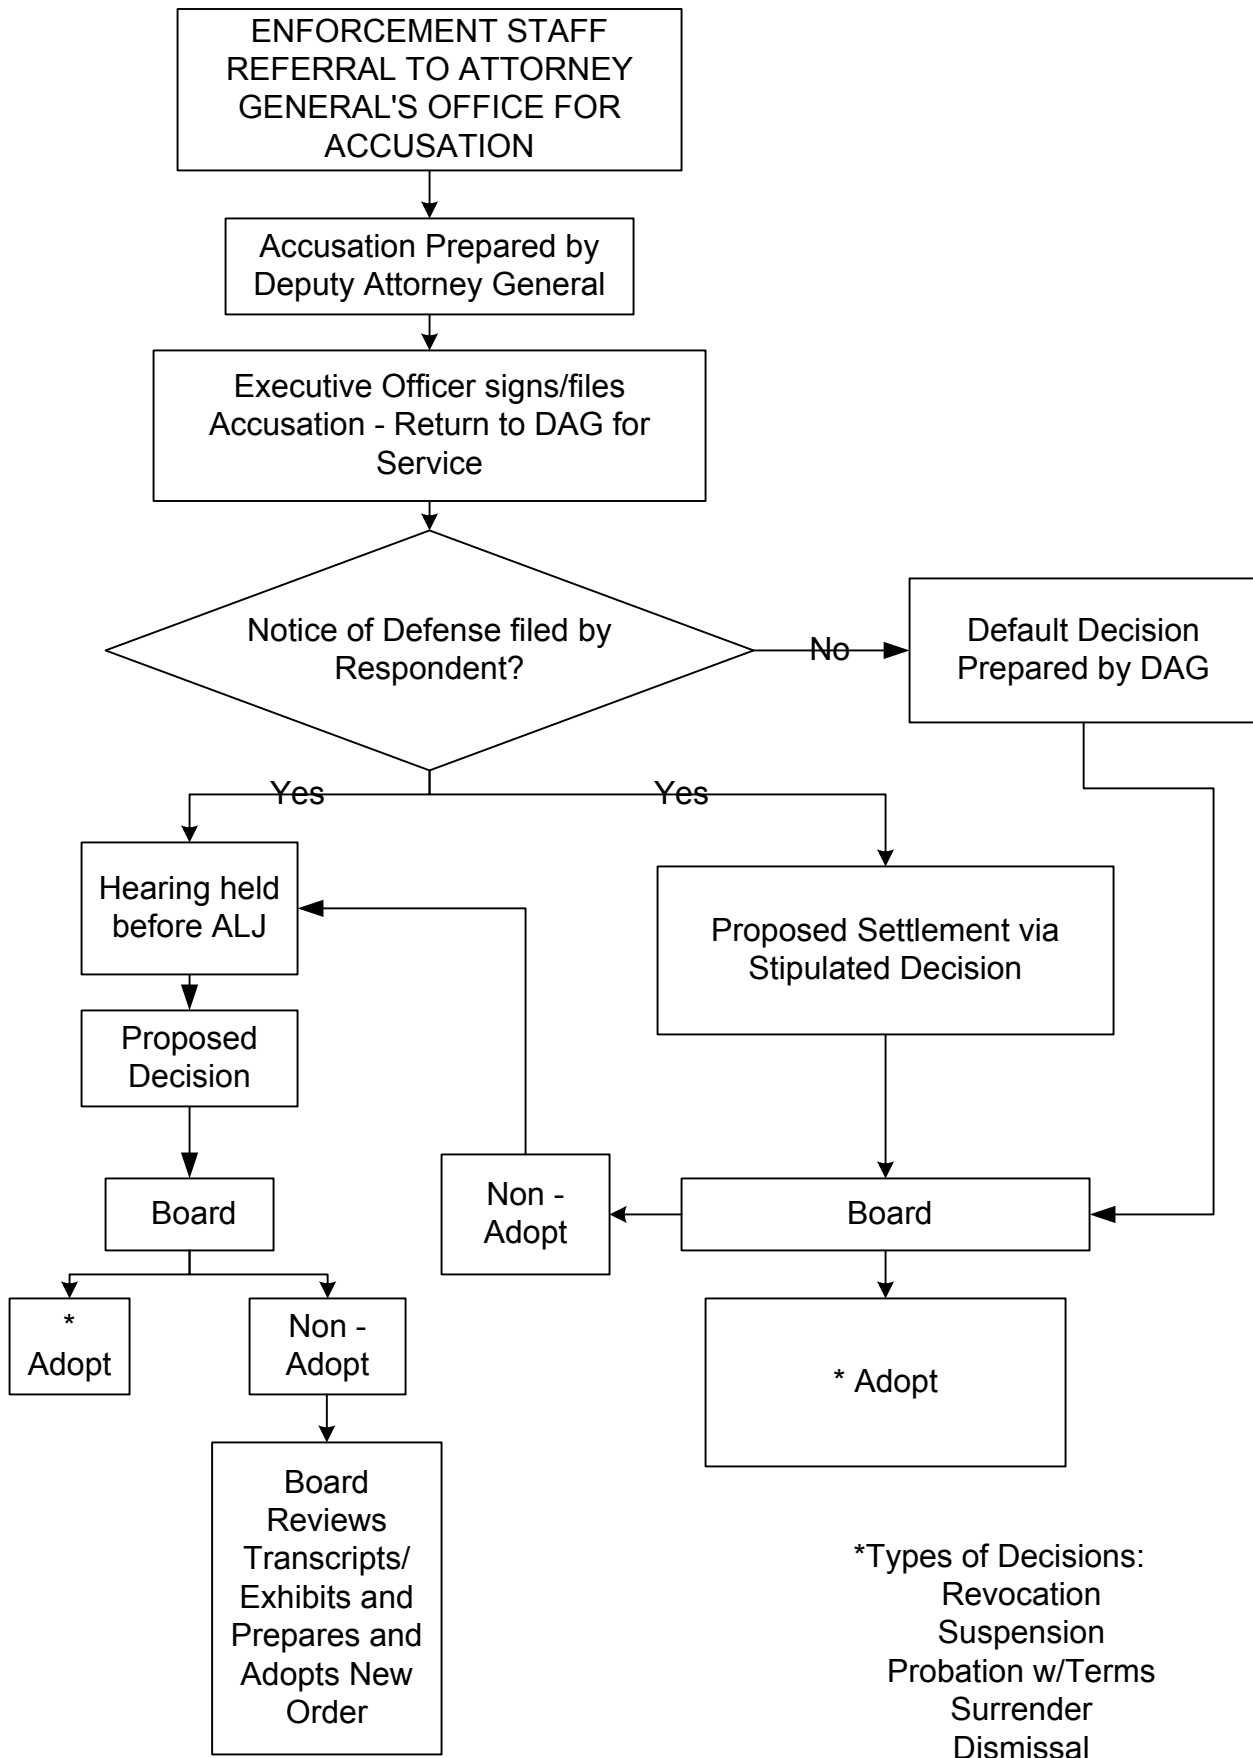 ENFORCEMENT STAFF
REFERRAL TO ATTORNEY
GENERAL'S OFFICE FOR
ACCUSATION
Accusation Prepared by
Deputy Attorney General
Executive Officer signs/files
Accusation - Return to DAG for
Service
Notice of Defense filed by
Respondent?
No
Default Decision
Prepared by DAG
Yes
Yes
Hearing held
before ALJ
Proposed Settlement via
Stipulated Decision
Proposed
Decision
Board
Non -
Adopt
Board
*
Adopt
Non -
Adopt
* Adopt
Board
Reviews
Transcripts/
Exhibits and
Prepares and
Adopts New
Order
*Types of Decisions:
Revocation
Suspension
Probation w/Terms
Surrender
Dismissal